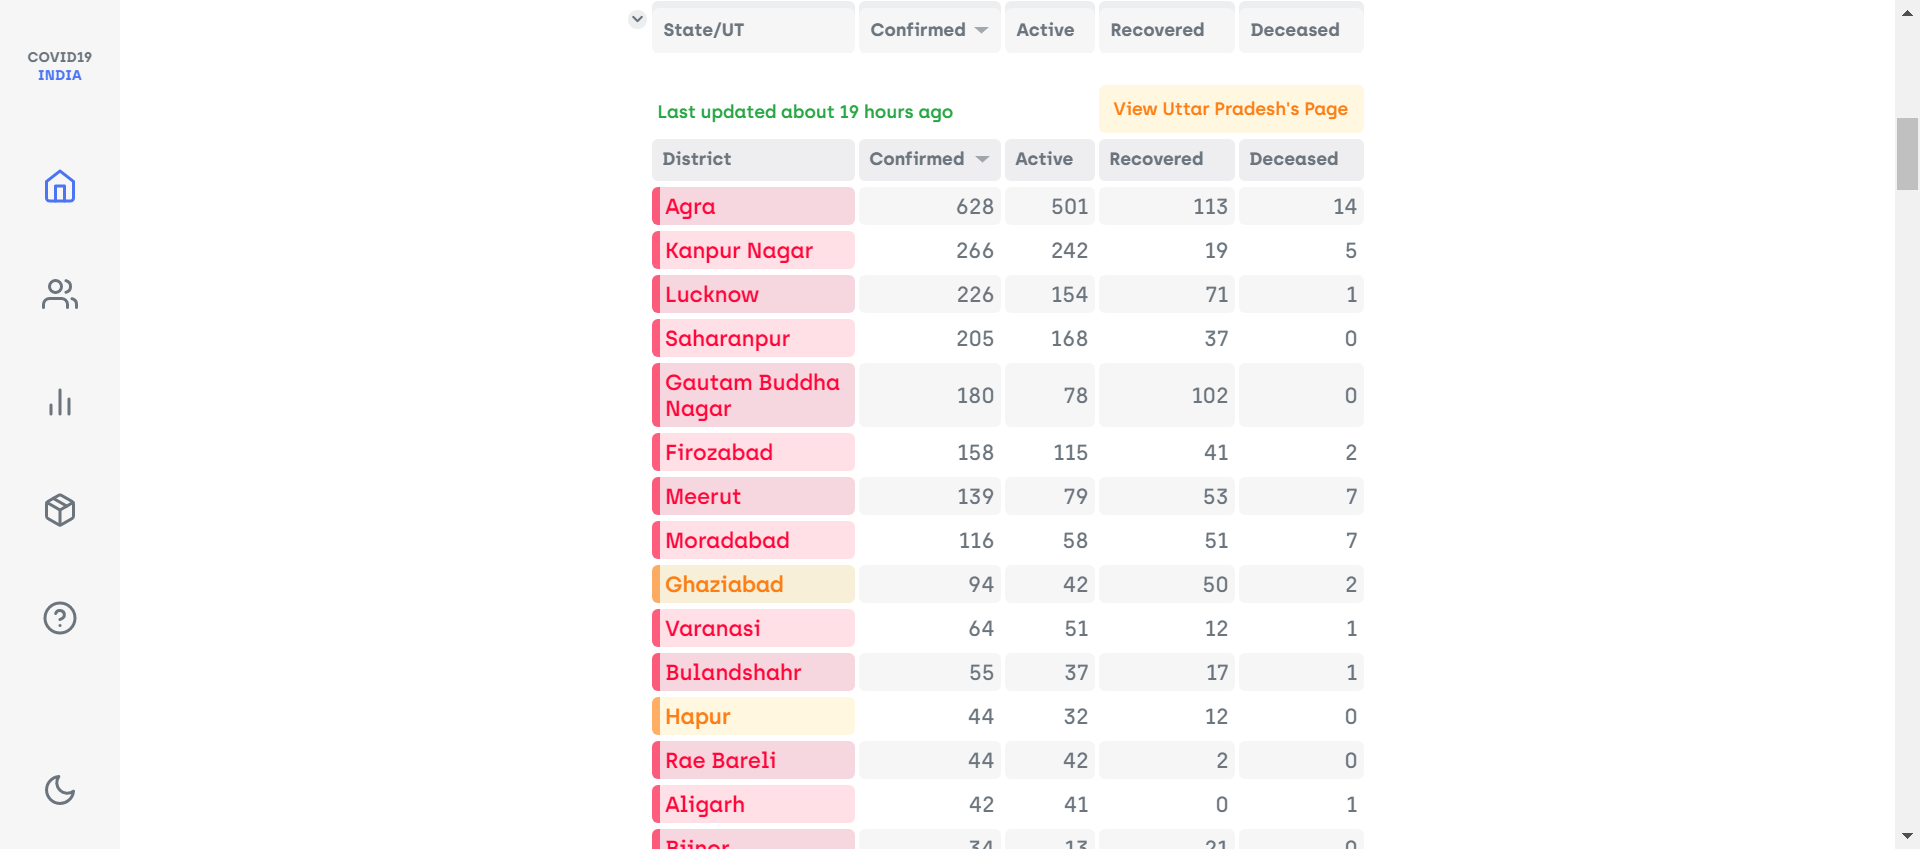 COVID19
INDIA
State/UT Confirmed Active Recovered Deceased
Last updated about 19 hours ago View Uttar Pradesh's Page
District Confirmed Active Recovered Deceased
Agra 628 501 113 14
Kanpur Nagar 266 242 19 5
Lucknow 226 154 71 1
Saharanpur 205 168 37 0
Gautam Buddha
Nagar 180 78 102 0
Firozabad 158 115 41 2
Meerut 139 79 53 7
Moradabad 116 58 51 7
Ghaziabad 94 42 50 2
Varanasi 64 51 12 1
Bulandshahr 55 37 17 1
Hapur 44 32 12 0
Rae Bareli 44 42 2 0
Aligarh 42 41 0 1
Bijnor 34 13 21 0